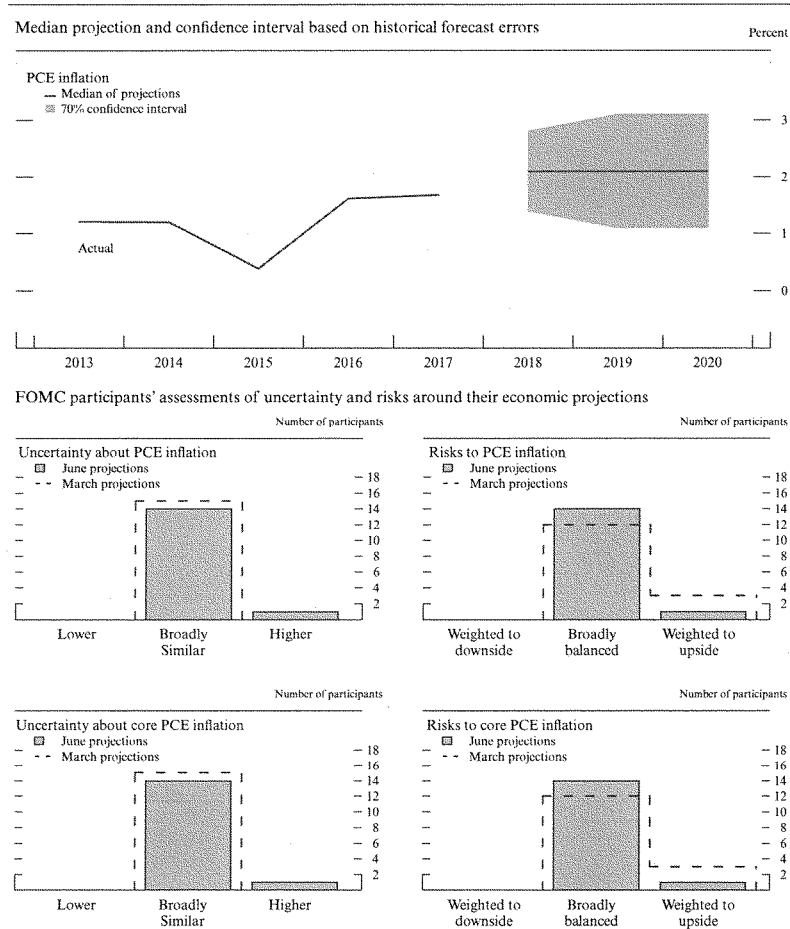 Median projection and confidence interval based on historical forecast errors
Percent
PCE inflation
Median of projections
70% confidence interval
3
2
1
0
Actual
2013 2014 2015 2016 2017 2018 2019 2020
FOMC participants' assessments of uncertainty and risks around their economic projections
Number of participants
Uncertainty about PCE inflation
June projections
March projections
18
16
14
12
10
8
6
4
2
Lower Broadly Similar Higher
Number of participants
Risks to PCE inflation
June projections
March projections
18
16
14
12
10
8
6
4
2
Weighted to downside Broadly balanced Weighted to upside
Number of participants
Uncertainty about core PCE inflation
June projections
March projections
18
16
14
12
10
8
6
4
2
Lower Broadly Similar Higher
Number of participants
Risks to core PCE inflation
June projections
March projections
18
16
14
12
10
8
6
4
2
Weighted to downside Broadly balanced Weighted to upside